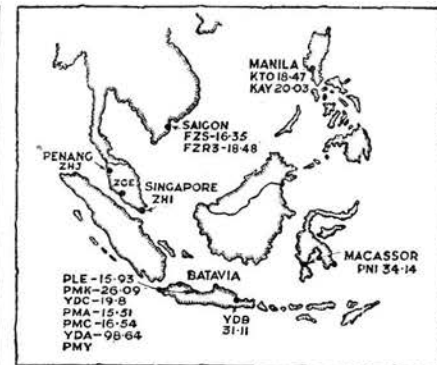 MANILA
KTO 18·47
KAY 20·03
SAIGON
FZS-16·35
FZR3-18·48
PENANG
ZHJ
ZGE
SINGAPORE
ZHI
MACASSOR
PNI 34·14
BATAVIA
PLE-15·93
PMK-26·09
YDC-19·8
PMA-15·51
PMC-16·54
YDA-98·64
PMY
YDB
31·11